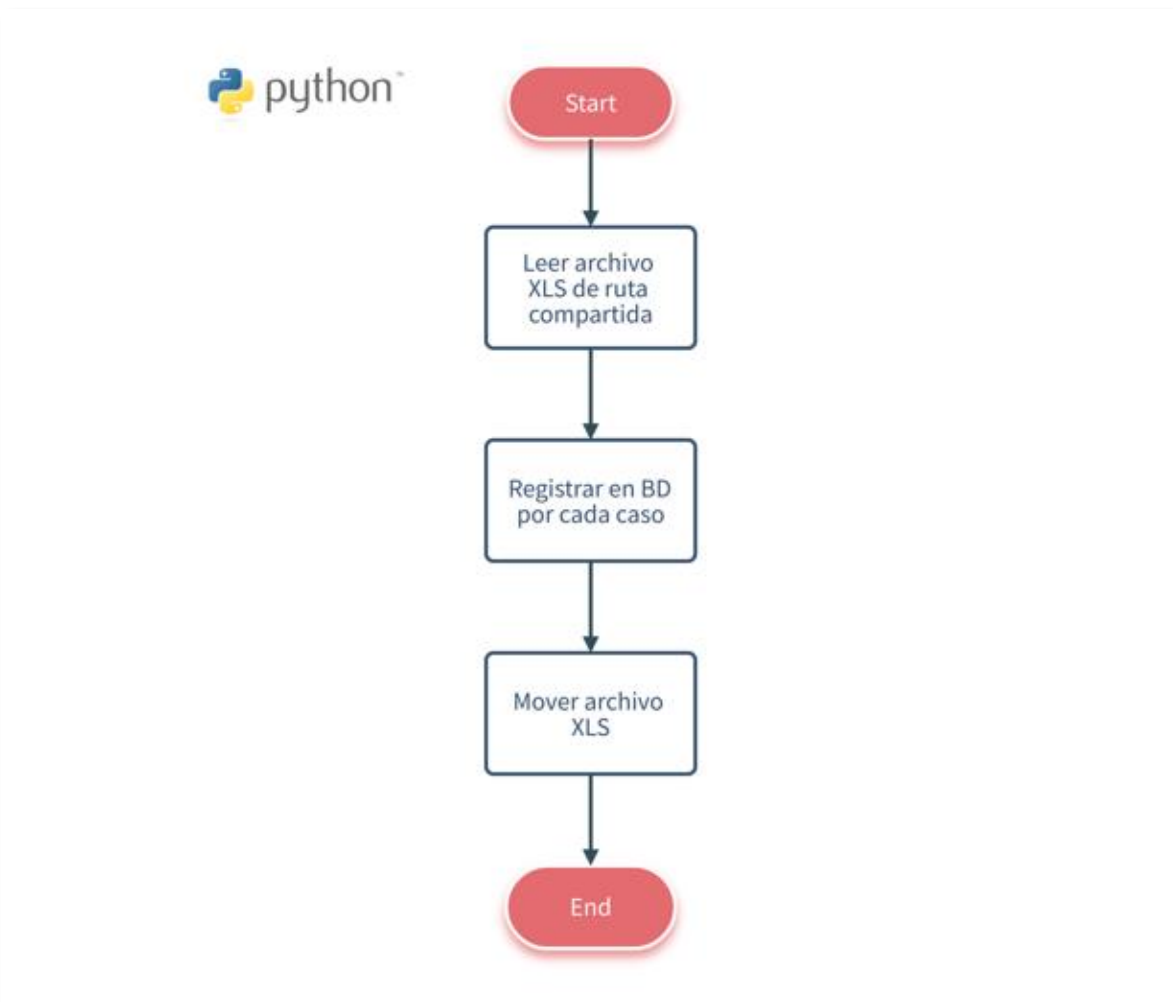 python
Start
Leer archivo
XLS de ruta
compartida
Registrar en BD
por cada caso
Mover archivo
XLS
End